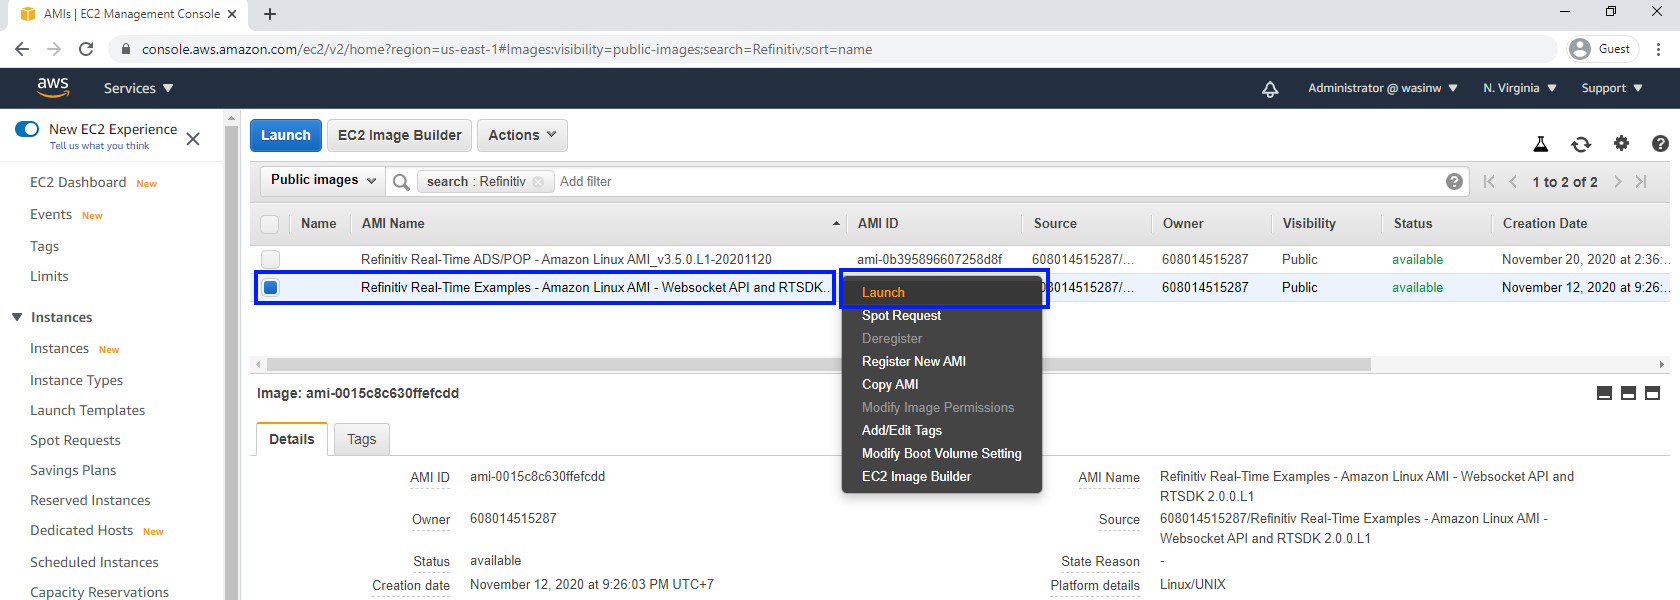 AMIs | EC2 Management Console
console.aws.amazon.com/ec2/v2/home?region=us-east-1#Images:visibility=public-images;search=Refinitiv;sort=name
Guest
aws
Services
Administrator @ wasinw
N. Virginia
Support
New EC2 Experience
Tell us what you think
EC2 Dashboard New
Events New
Tags
Limits
Instances
Instances New
Instance Types
Launch Templates
Spot Requests
Savings Plans
Reserved Instances
Dedicated Hosts New
Scheduled Instances
Capacity Reservations
Launch
EC2 Image Builder
Actions
Public images
search : Refinitiv
Add filter
1 to 2 of 2
Name AMI Name AMI ID Source Owner Visibility Status Creation Date
Refinitiv Real-Time ADS/POP - Amazon Linux AMI_v3.5.0.L1-20201120 ami-0b395896607258d8f 608014515287/... 608014515287 Public available November 20, 2020 at 2:36:..
Refinitiv Real-Time Examples - Amazon Linux AMI - Websocket API and RTSDK.. 08014515287/... 608014515287 Public available November 12, 2020 at 9:26:..
Launch
Spot Request
Deregister
Register New AMI
Copy AMI
Modify Image Permissions
Add/Edit Tags
Modify Boot Volume Setting
EC2 Image Builder
Image: ami-0015c8c630ffefcdd
Details
Tags
AMI ID ami-0015c8c630ffefcdd
Owner 608014515287
Status available
Creation date November 12, 2020 at 9:26:03 PM UTC+7
AMI Name Refinitiv Real-Time Examples - Amazon Linux AMI - Websocket API and
RTSDK 2.0.0.L1
Source 608014515287/Refinitiv Real-Time Examples - Amazon Linux AMI -
Websocket API and RTSDK 2.0.0.L1
State Reason -
Platform details Linux/UNIX